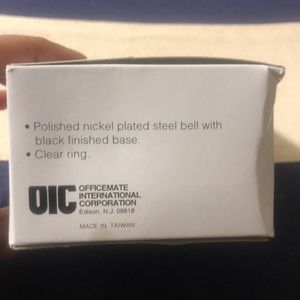 • Polished nickel plated steel bell with
black finished base.
• Clear ring.
OIC OFFICEMATE
INTERNATIONAL
CORPORATION
Edison, N.J. 08818
MADE IN TAIWAN